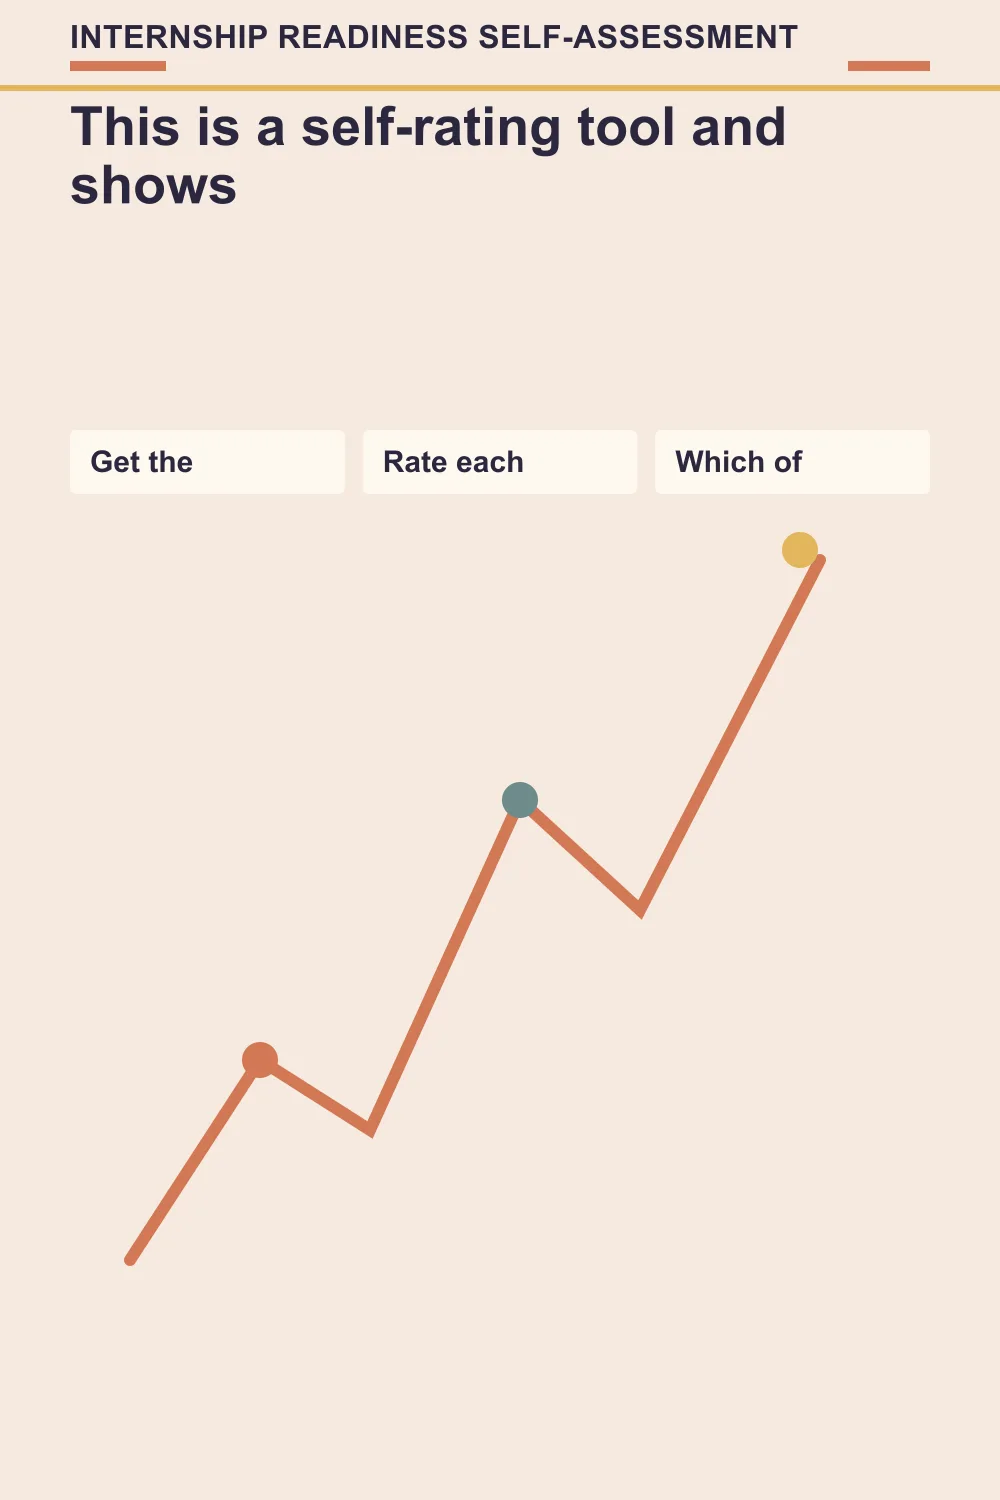 INTERNSHIP READINESS SELF-ASSESSMENT
This is a self-rating tool and
shows
Get the
Rate each
Which of